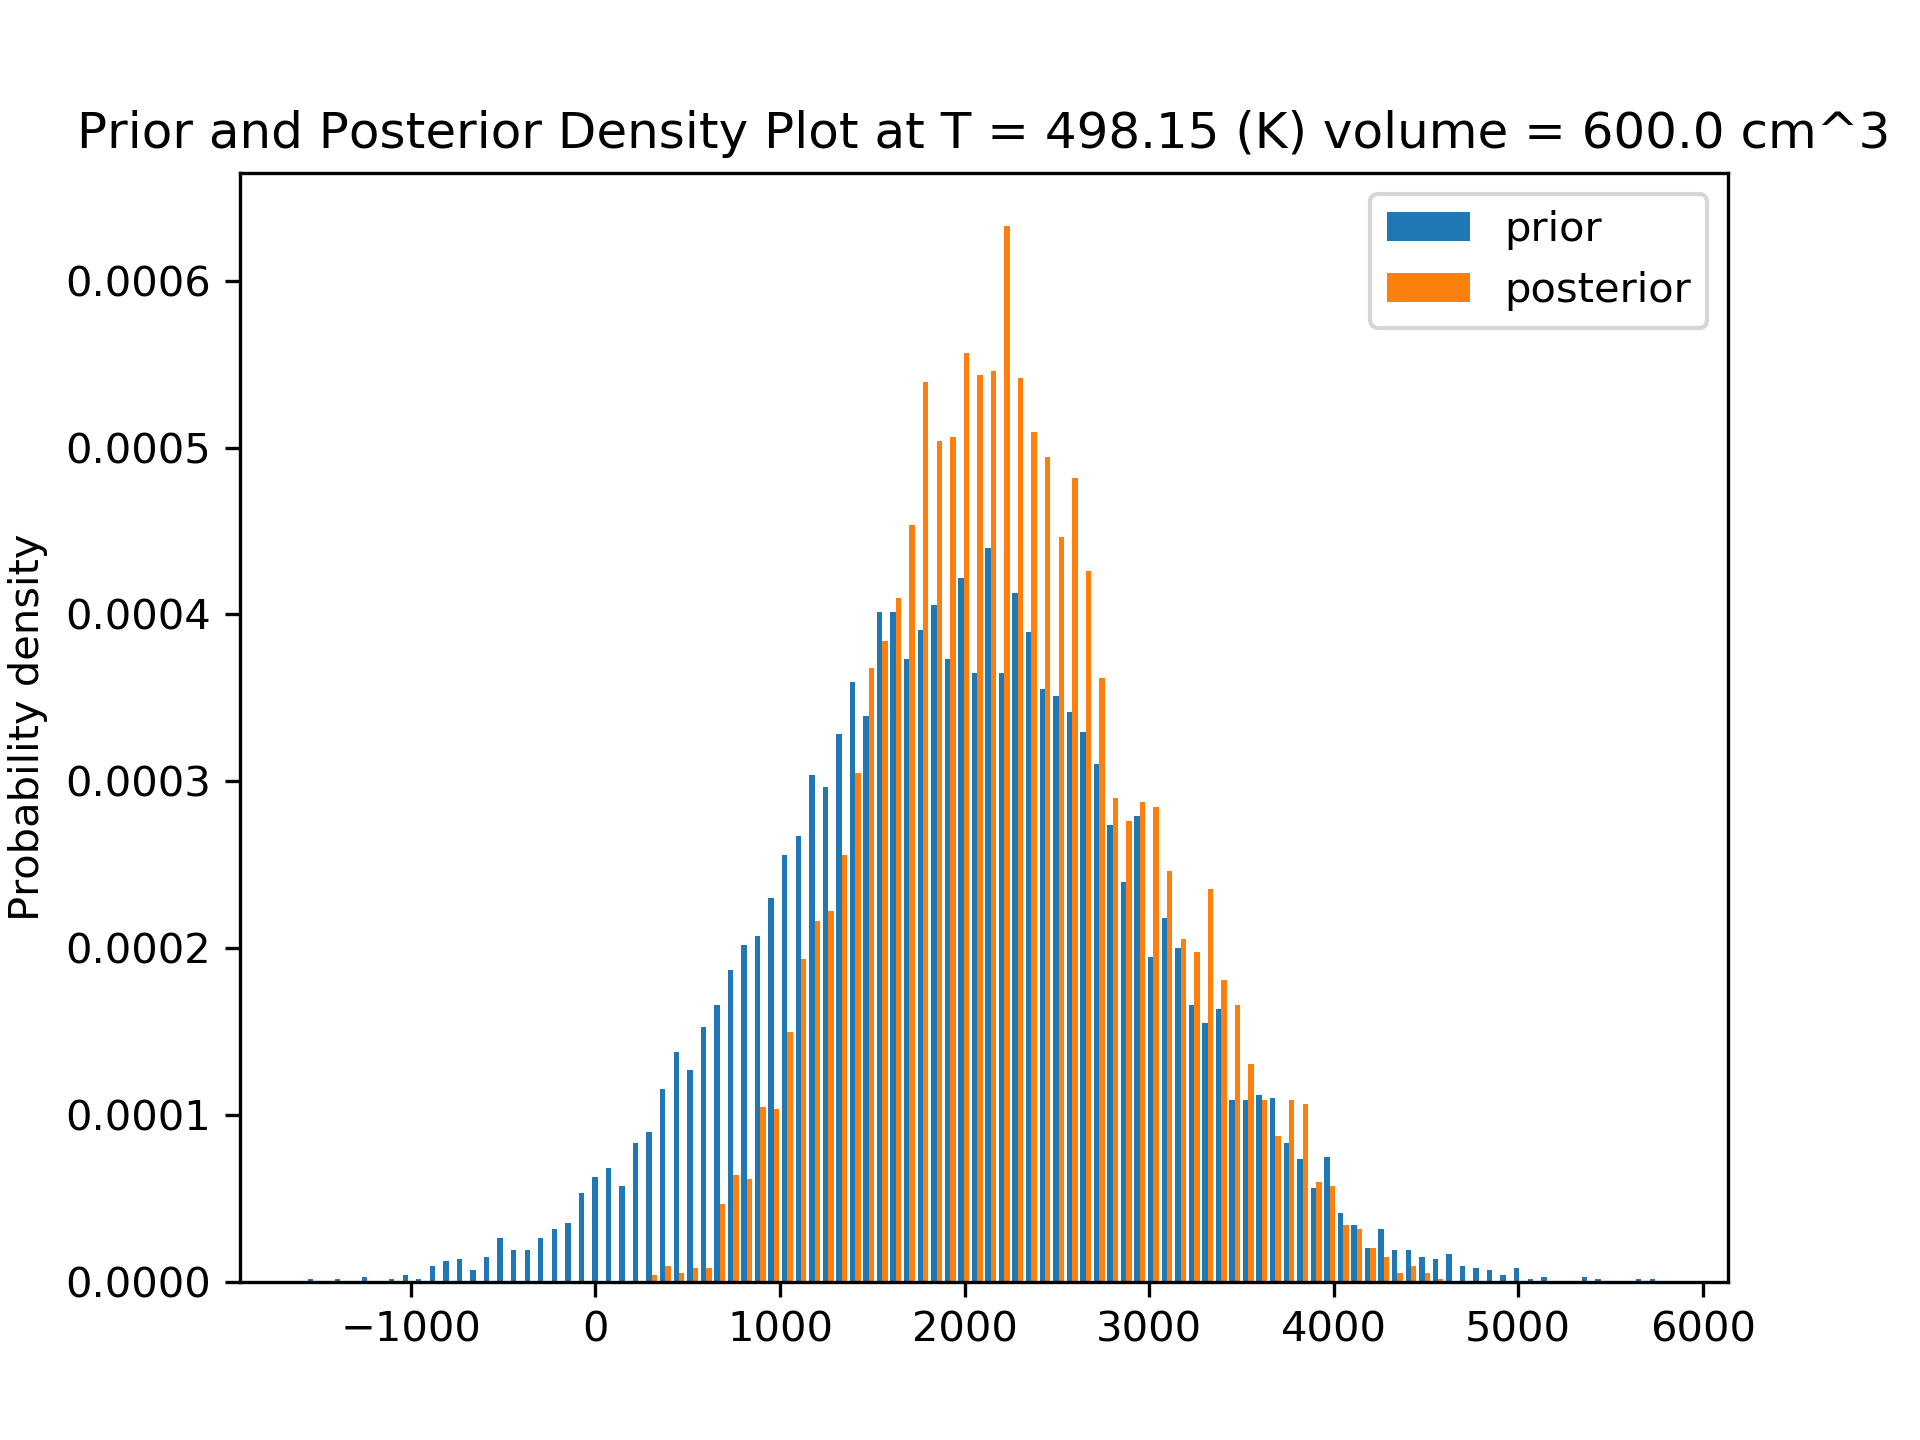 Prior and Posterior Density Plot at T = 498.15 (K) volume = 600.0 cm^3
prior
posterior
Probability density
0.0006
0.0005
0.0004
0.0003
0.0002
0.0001
0.0000
−1000 0 1000 2000 3000 4000 5000 6000